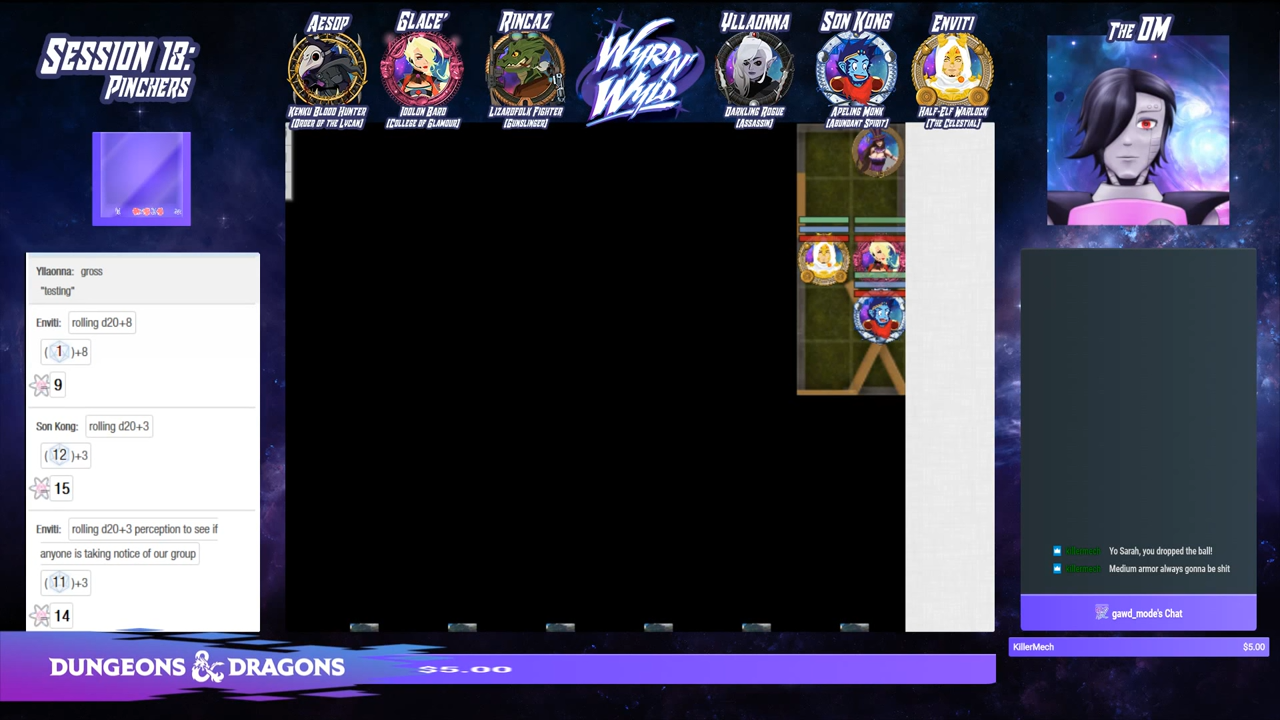 SESSION 18:
PINCHERS
AESOP
KENKU BLOOD HUNTER
(ORDER OF THE LYCAN)
GLACE'
IDOLON BARD
(COLLEGE OF GLAMOUR)
RINCAZ
LIZARDFOLK FIGHTER
(GUNSLINGER)
WYRD N' WYLD
YLLAONNA
DARKLING ROGUE
(ASSASSIN)
SON KONG
APELING MONK
(ABUNDANT SPIRIT)
ENVITI
HALF-ELF WARLOCK
(THE CELESTIAL)
THE DM
Yllaonna: gross
"testing"
Enviti: rolling d20+8
(1)+8
9
Son Kong: rolling d20+3
(12)+3
15
Enviti: rolling d20+3 perception to see if
anyone is taking notice of our group
(11)+3
14
killermech Yo Sarah, you dropped the ball!
killermech Medium armor always gonna be shit
gawd_mode's Chat
KillerMech $5.00
DUNGEONS & DRAGONS
$5.00